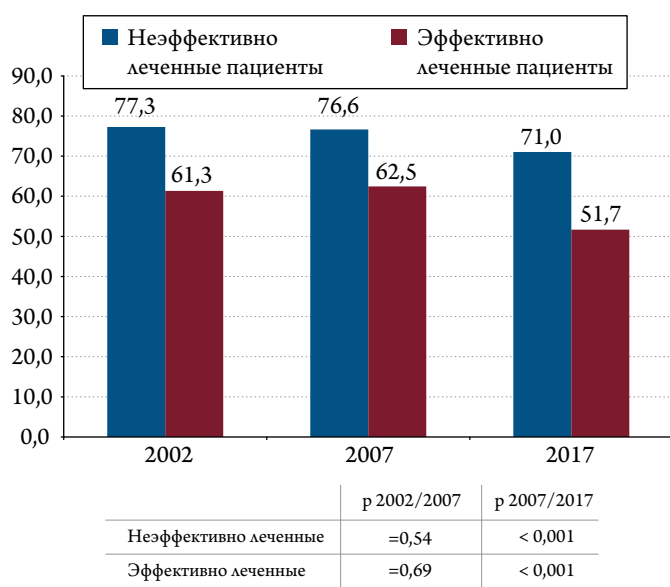 Неэффективно
леченные пациенты
Эффективно
леченные пациенты
90,0
80,0
70,0
60,0
50,0
40,0
30,0
20,0
10,0
0,0
77,3
61,3
76,6
62,5
71,0
51,7
2002 2007 2017
p 2002/2007 p 2007/2017
Неэффективно леченные =0,54 < 0,001
Эффективно леченные =0,69 < 0,001